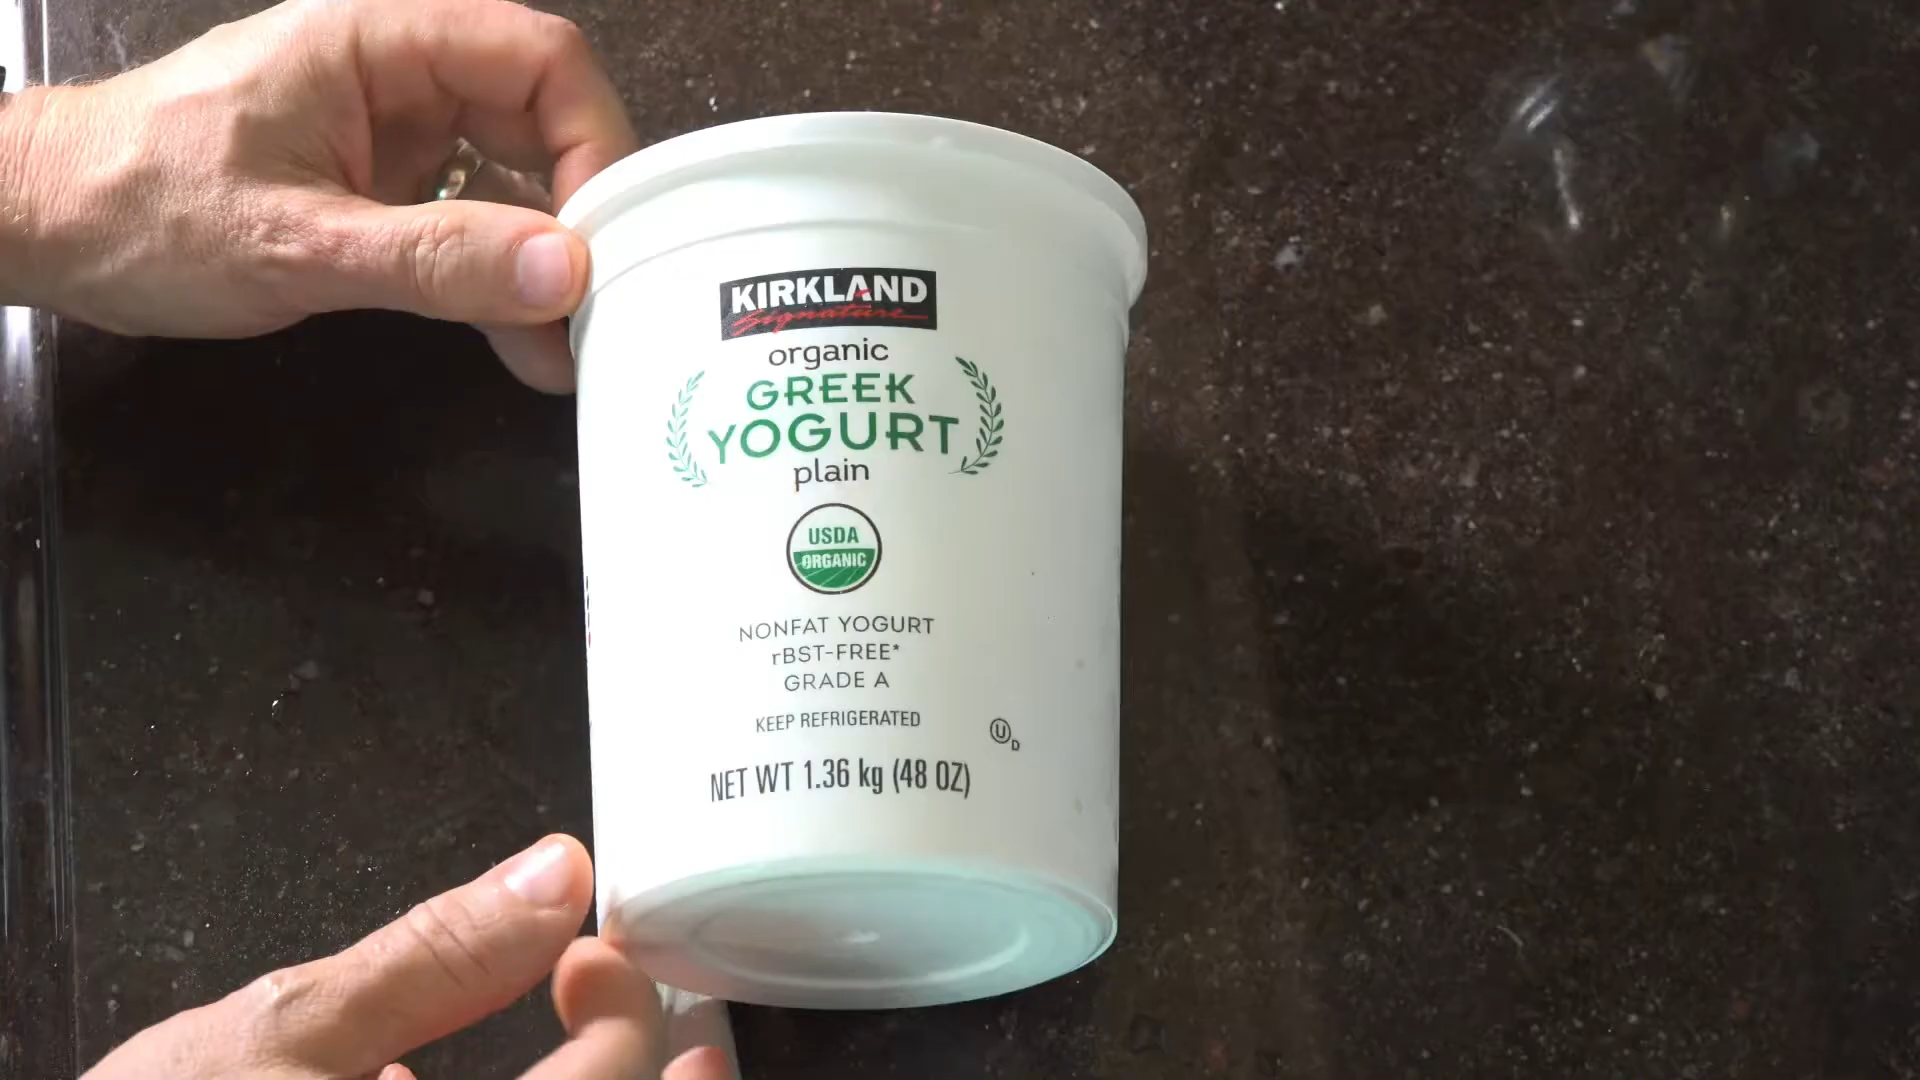 KIRKLAND
Signature
organic
GREEK
YOGURT
plain
USDA
ORGANIC
NONFAT YOGURT
rBST-FREE*
GRADE A
KEEP REFRIGERATED
U D
NET WT 1.36 kg (48 OZ)